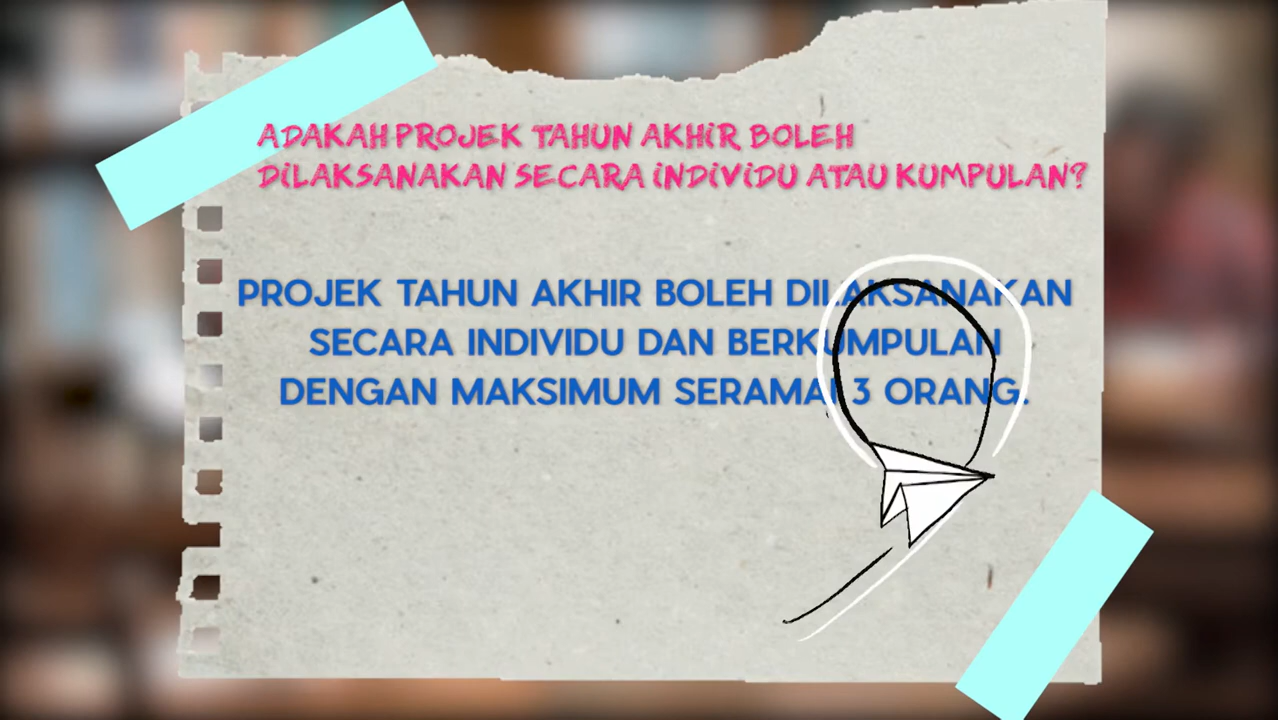 ADAKAH PROJEK TAHUN AKHIR BOLEH
DILAKSANAKAN SECARA INDIVIDU ATAU KUMPULAN?
PROJEK TAHUN AKHIR BOLEH DILAKSANAKAN
SECARA INDIVIDU DAN BERKUMPULAN
DENGAN MAKSIMUM SERAMAI 3 ORANG.